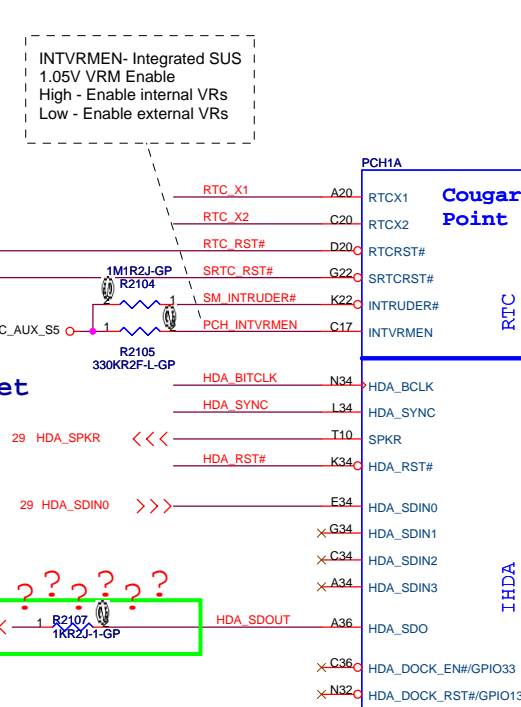 INTVRMEN- Integrated SUS
1.05V VRM Enable
High - Enable internal VRs
Low - Enable external VRs
PCH1A
Cougar
Point
RTC_X1 A20 RTCX1
RTC_X2 C20 RTCX2
RTC_RST# D20 RTCRST#
1M1R2J-GP SRTC_RST# G22 SRTCRST#
R2104
2 1 SM_INTRUDER# K22 INTRUDER#
RTC
C_AUX_S5 1 2 PCH_INTVRMEN C17 INTVRMEN
R2105
330KR2F-L-GP
et
HDA_BITCLK N34 HDA_BCLK
HDA_SYNC L34 HDA_SYNC
29 HDA_SPKR T10 SPKR
HDA_RST# K34 HDA_RST#
29 HDA_SDIN0 E34 HDA_SDIN0
G34 HDA_SDIN1
C34 HDA_SDIN2
A34 HDA_SDIN3
IHDA
? ? ? ? ? ?
R2107
1 2 HDA_SDOUT A36 HDA_SDO
1KR2J-1-GP
C36 HDA_DOCK_EN#/GPIO33
N32 HDA_DOCK_RST#/GPIO13